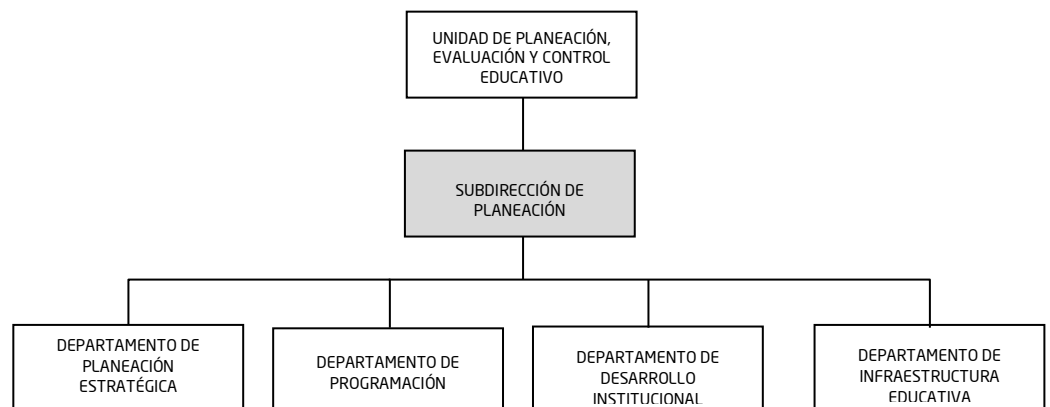 UNIDAD DE PLANEACIÓN,
EVALUACIÓN Y CONTROL
EDUCATIVO
SUBDIRECCIÓN DE
PLANEACIÓN
DEPARTAMENTO DE
PLANEACIÓN
ESTRATÉGICA
DEPARTAMENTO DE
PROGRAMACIÓN
DEPARTAMENTO DE
DESARROLLO
INSTITUCIONAL
DEPARTAMENTO DE
INFRAESTRUCTURA
EDUCATIVA